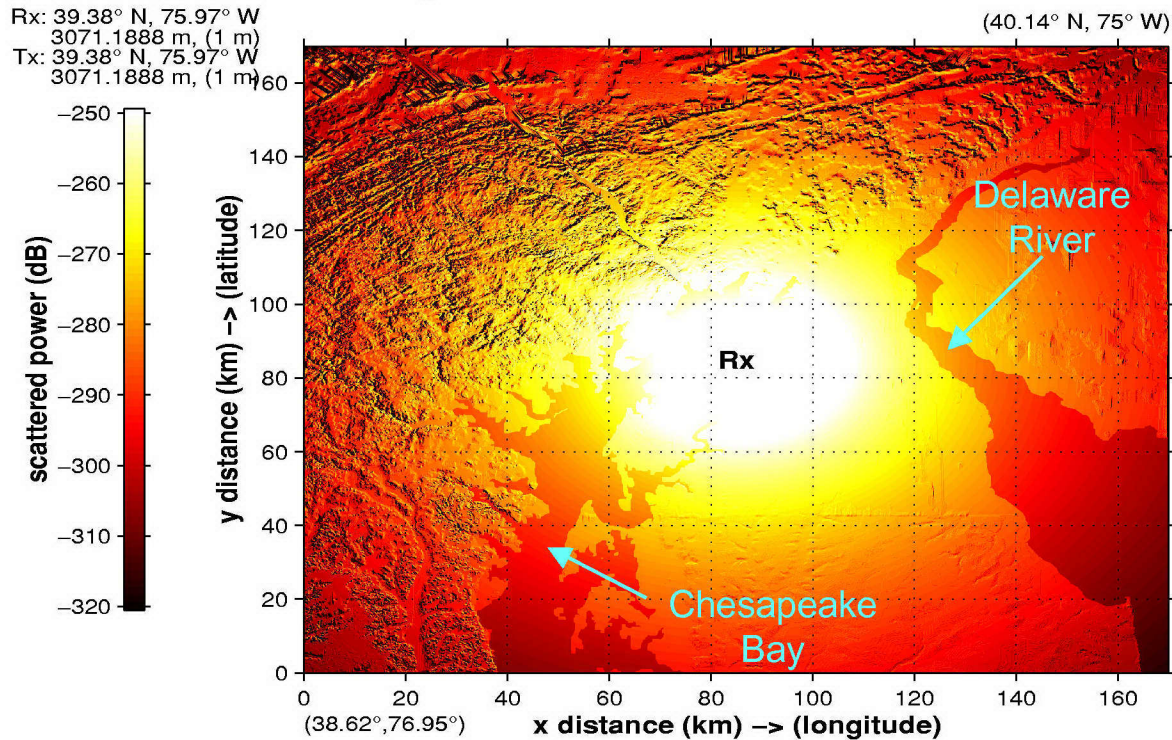 Rx: 39.38° N, 75.97° W
3071.1888 m, (1 m)
Tx: 39.38° N, 75.97° W
3071.1888 m, (1 m)
(40.14° N, 75° W)
scattered power (dB)
−250
−260
−270
−280
−290
−300
−310
−320
y distance (km) −> (latitude)
160
140
120
100
80
60
40
20
0
Delaware
River
Rx
Chesapeake
Bay
0 20 40 60 80 100 120 140 160
(38.62°,76.95°)
x distance (km) −> (longitude)